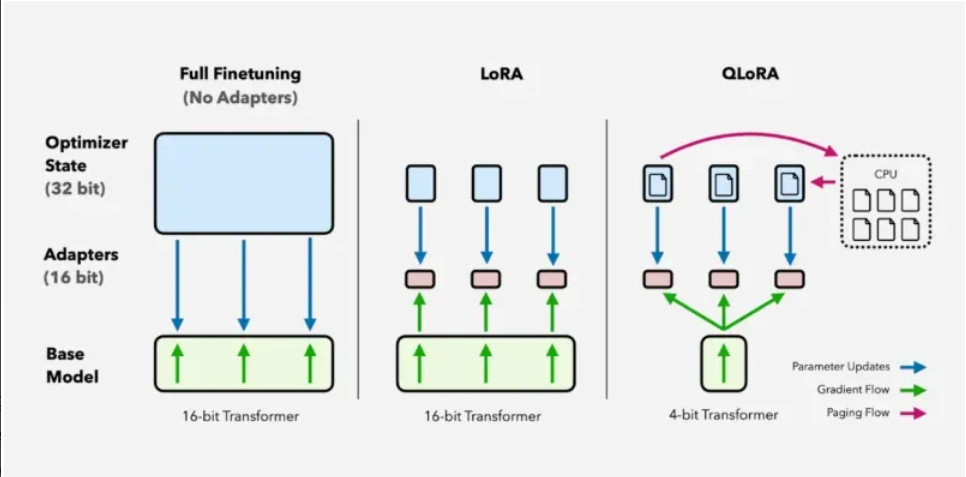 Full Finetuning
(No Adapters)
LoRA
QLoRA
Optimizer
State
(32 bit)
CPU
Adapters
(16 bit)
Base
Model
Parameter Updates
Gradient Flow
Paging Flow
16-bit Transformer
16-bit Transformer
4-bit Transformer